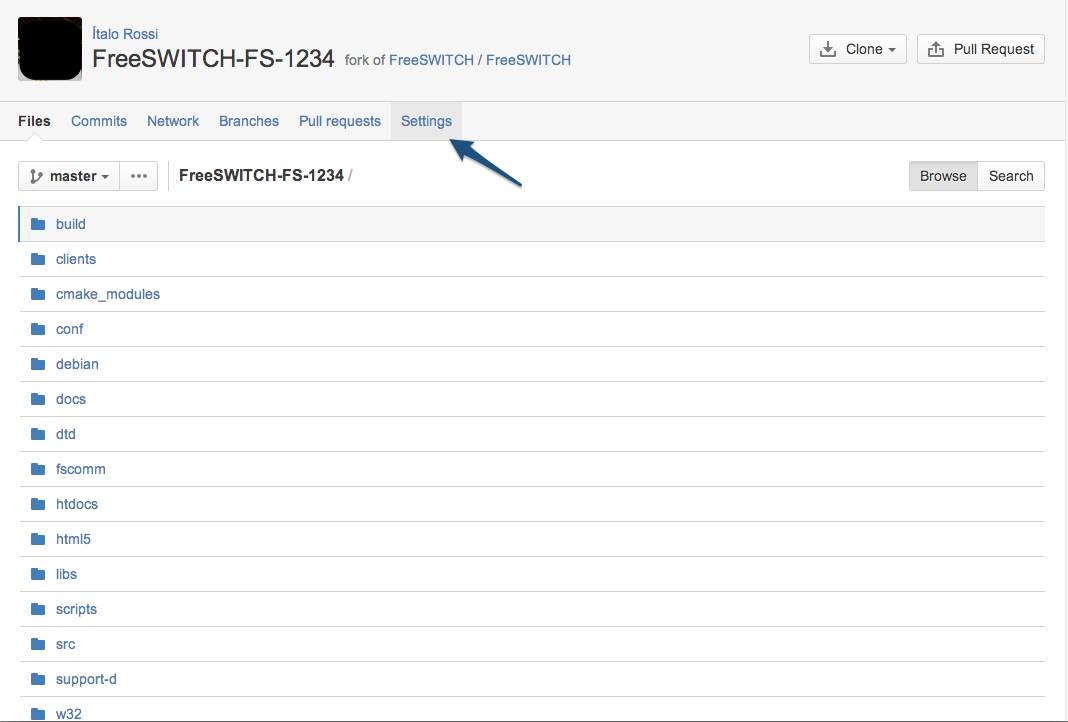 Ítalo Rossi
FreeSWITCH-FS-1234 fork of FreeSWITCH / FreeSWITCH
Clone Pull Request
Files Commits Network Branches Pull requests Settings
master ••• FreeSWITCH-FS-1234 /
Browse Search
build
clients
cmake_modules
conf
debian
docs
dtd
fscomm
htdocs
html5
libs
scripts
src
support-d
w32